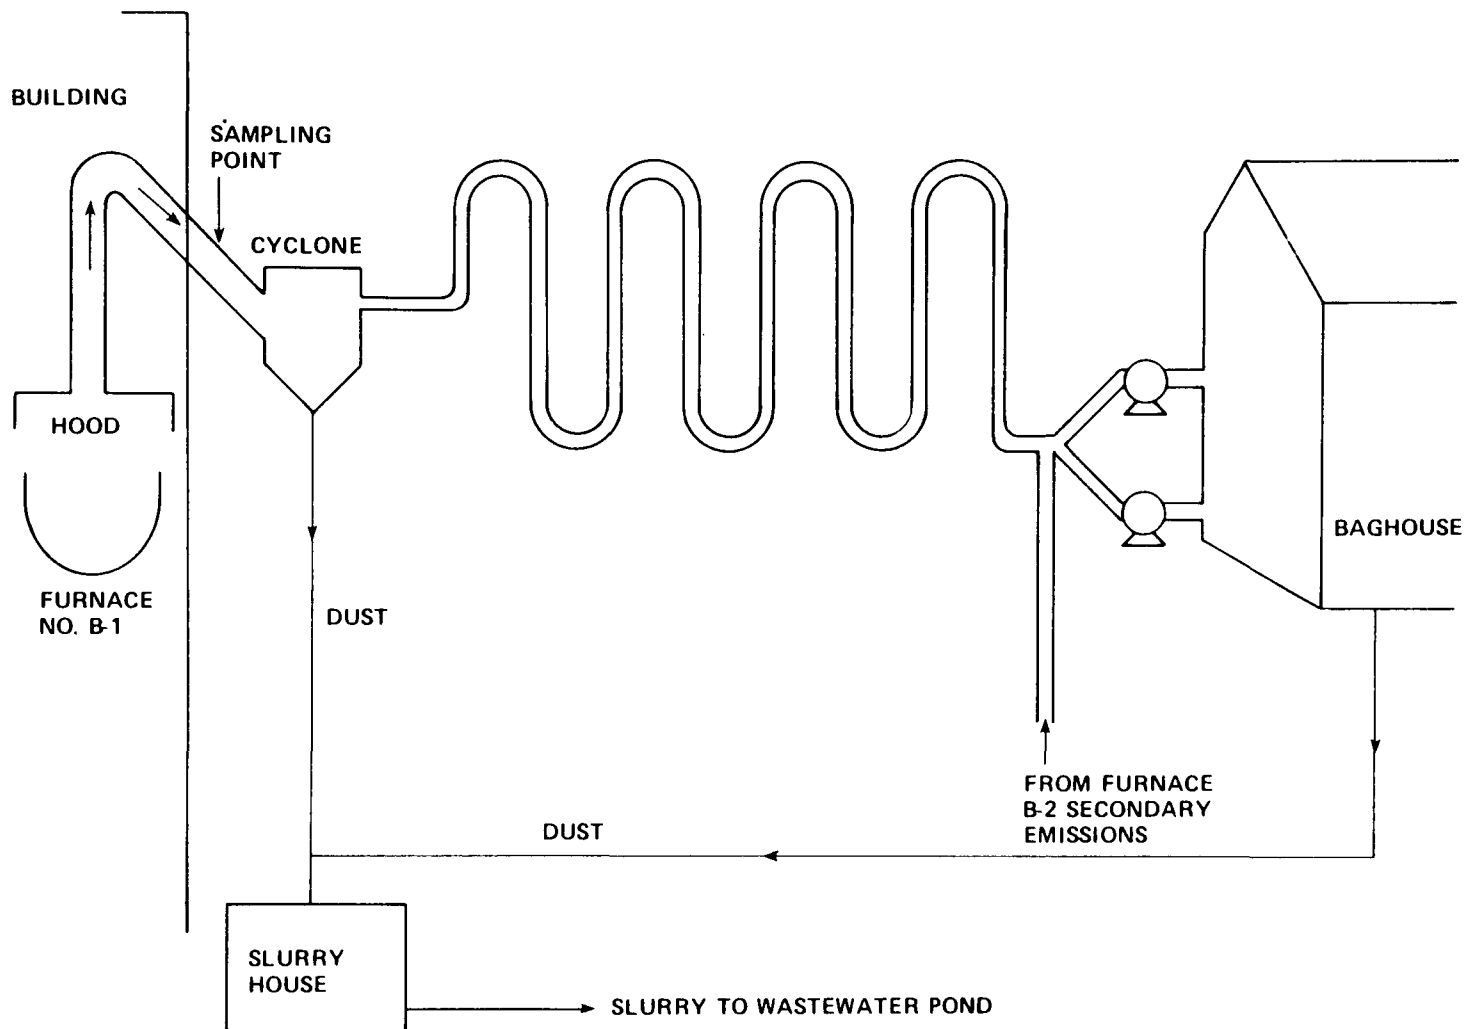 BUILDING
SAMPLING
POINT
CYCLONE
HOOD
FURNACE
NO. B-1
DUST
BAGHOUSE
FROM FURNACE
B-2 SECONDARY
EMISSIONS
DUST
SLURRY
HOUSE
SLURRY TO WASTEWATER POND